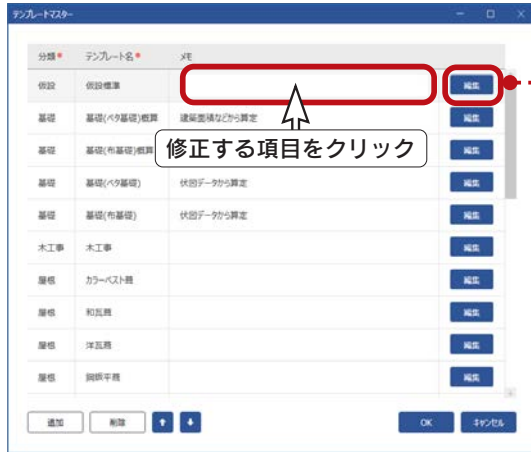 テンプレートマスター
分類* テンプレート名* メモ
仮設 仮設標準 編集
基礎 基礎(ベタ基礎)概算 建築面積などから算定 編集
基礎 基礎(布基礎)概算 編集
修正する項目をクリック
基礎 基礎(ベタ基礎) 伏図データから算定 編集
基礎 基礎(布基礎) 伏図データから算定 編集
木工事 木工事 編集
屋根 カラーベスト葺 編集
屋根 和瓦葺 編集
屋根 洋瓦葺 編集
屋根 銅板平葺 編集
追加 削除 OK キャンセル